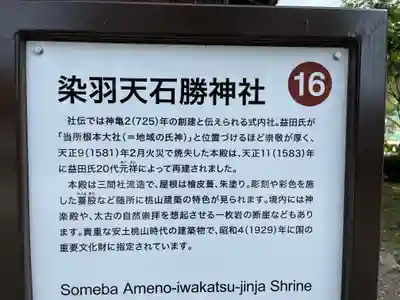 染羽天石勝神社 16
社伝では神亀2(725)年の創建と伝えられる式内社。益田氏が
「当所根本大社(=地域の氏神)」と位置づけるほど崇敬が厚く、
天正9(1581)年2月火災で焼失した本殿は、天正11(1583)年
に益田氏20代元祥によって再建されました。
本殿は三間社流造で、屋根は檜皮葺、朱塗り。彫刻や彩色を施
した蟇股など随所に桃山建築の特色が見られます。境内には神
楽殿や、太古の自然崇拝を想起させる一枚岩の断崖などもあり
ます。貴重な安土桃山時代の建築物で、昭和4(1929)年に国の
重要文化財に指定されています。
Someba Ameno-iwakatsu-jinja Shrine